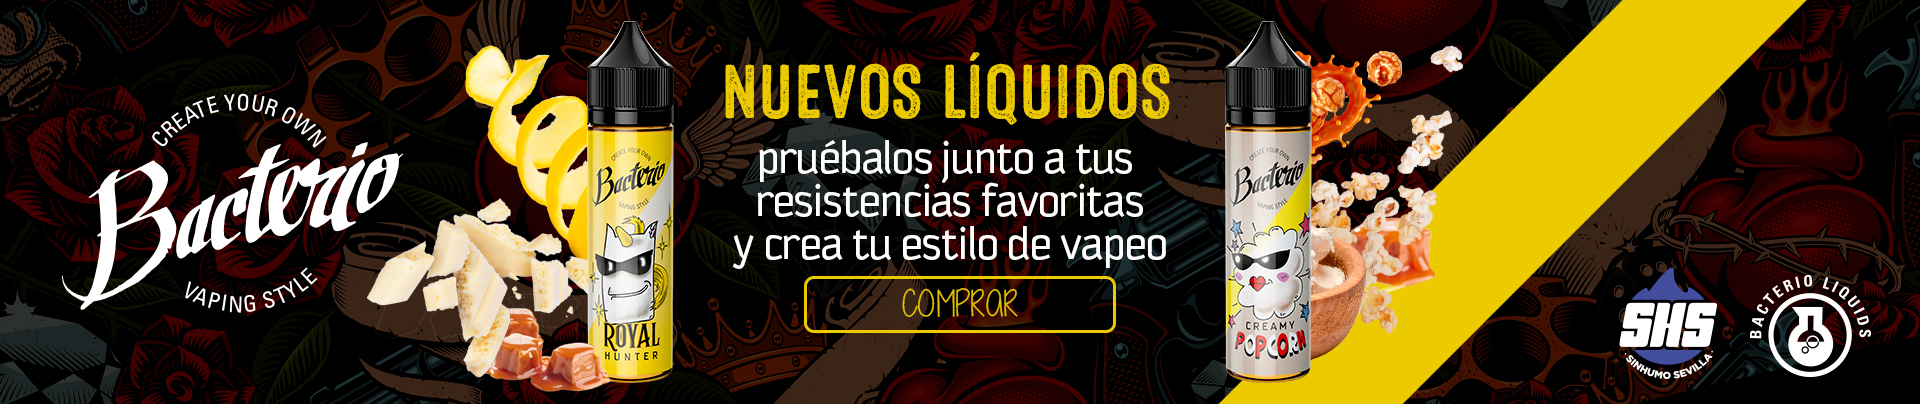 CREATE YOUR OWN
Bacterio
VAPING STYLE
CREATE YOUR OWN
Bacterio
VAPING STYLE
ROYAL
HUNTER
NUEVOS LÍQUIDOS
pruébalos junto a tus
resistencias favoritas
y crea tu estilo de vapeo
COMPRAR
CREATE YOUR OWN
Bacterio
VAPING STYLE
CREAMY
POPCORN
SHS
· SINHUMO SEVILLA ·
BACTERIO LIQUIDS